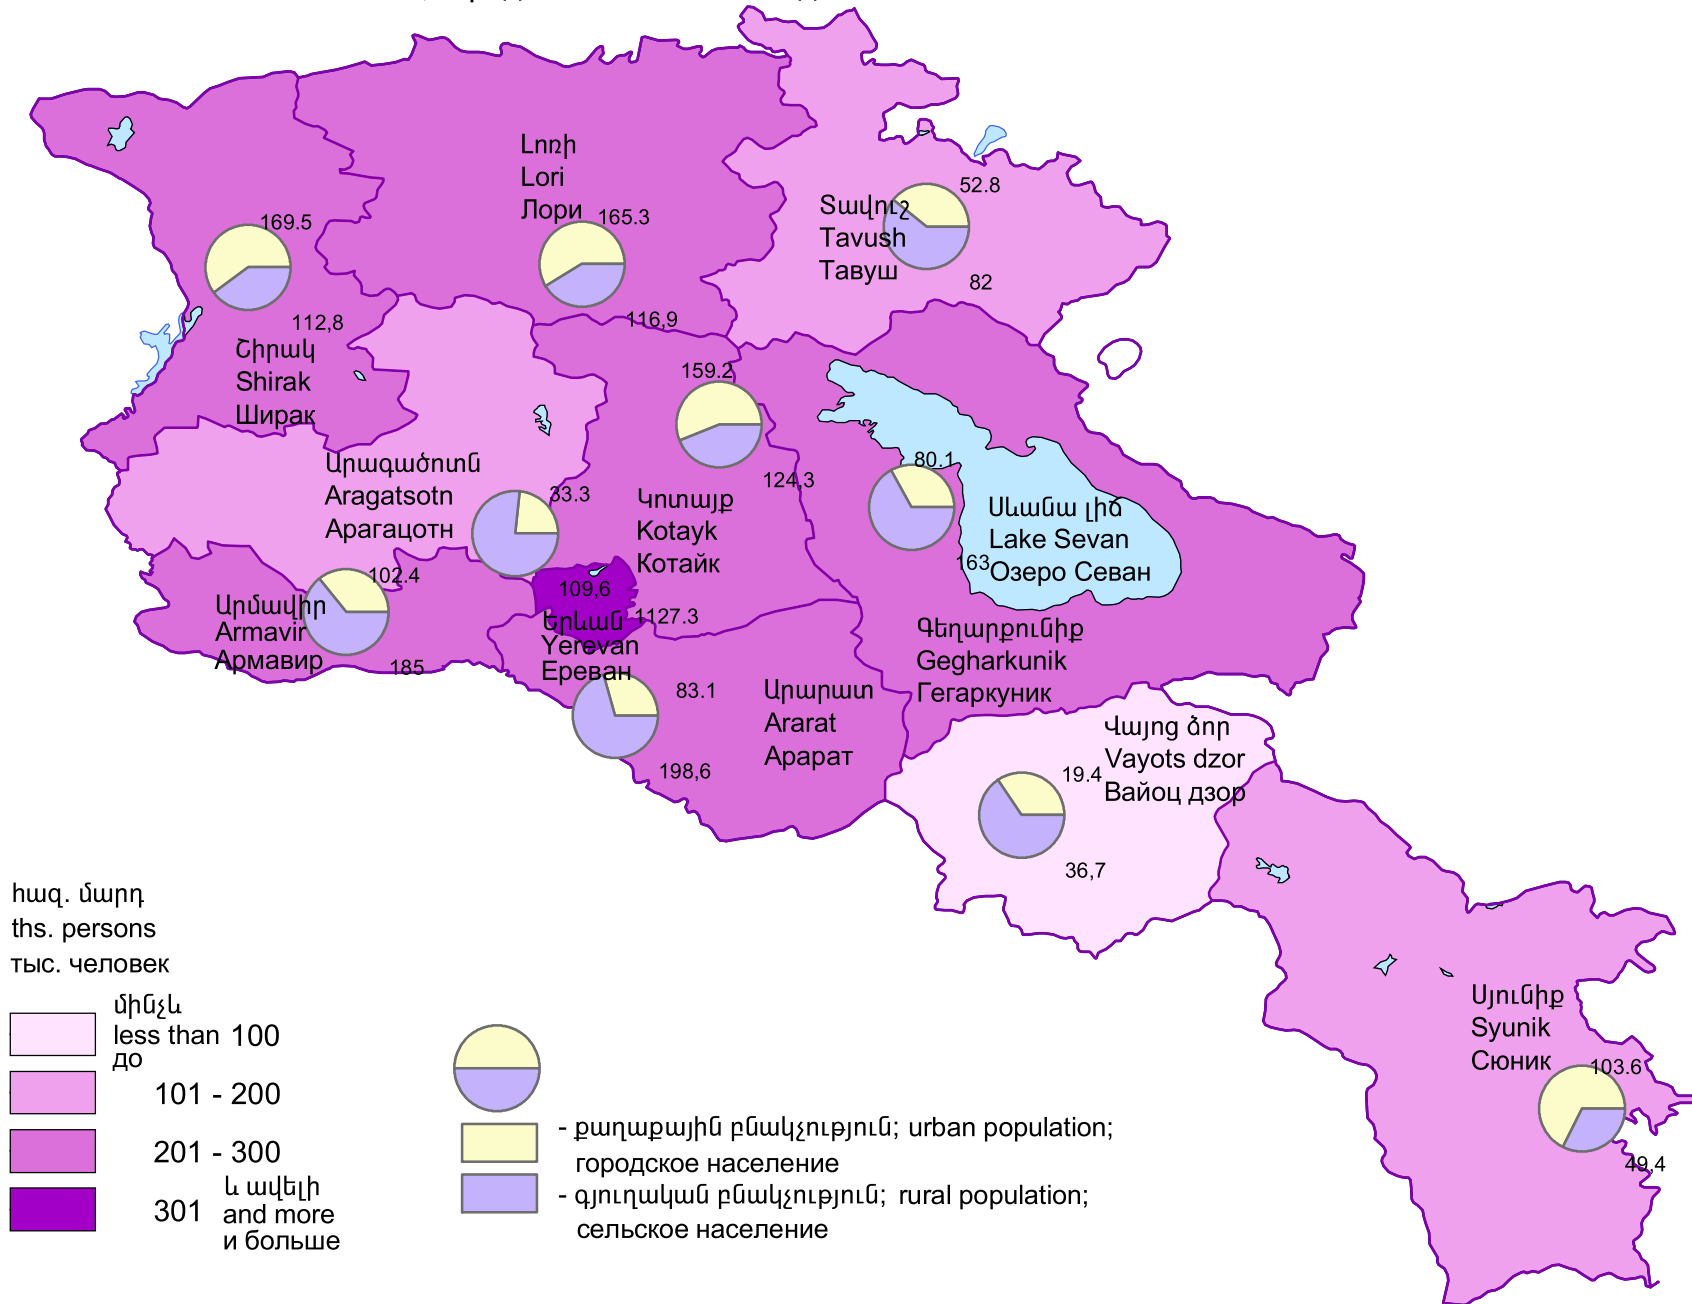 Լոռի
Lori
Лори
165.3
116,9
Տավուշ
Tavush
Тавуш
52.8
82
169.5
112,8
Շիրակ
Shirak
Ширак
159.2
124,3
Կոտայք
Kotayk
Котайк
Արագածոտն
Aragatsotn
Арагацотн
33.3
80.1
163
Սևանա լիճ
Lake Sevan
Озеро Севан
Գեղարքունիք
Gegharkunik
Гегаркуник
102.4
Արմավիր
Armavir
Армавир
185
109,6
1127.3
Երևան
Yerevan
Ереван
83.1
198,6
Արարատ
Ararat
Арарат
Վայոց ձոր
Vayots dzor
Вайоц дзор
19.4
36,7
Սյունիք
Syunik
Сюник
103.6
49,4
հազ. մարդ
ths. persons
тыс. человек
մինչև
less than 100
до
101 - 200
201 - 300
301
և ավելի
and more
и больше
- քաղաքային բնակչություն; urban population;
городское население
- գյուղական բնակչություն; rural population;
сельское население